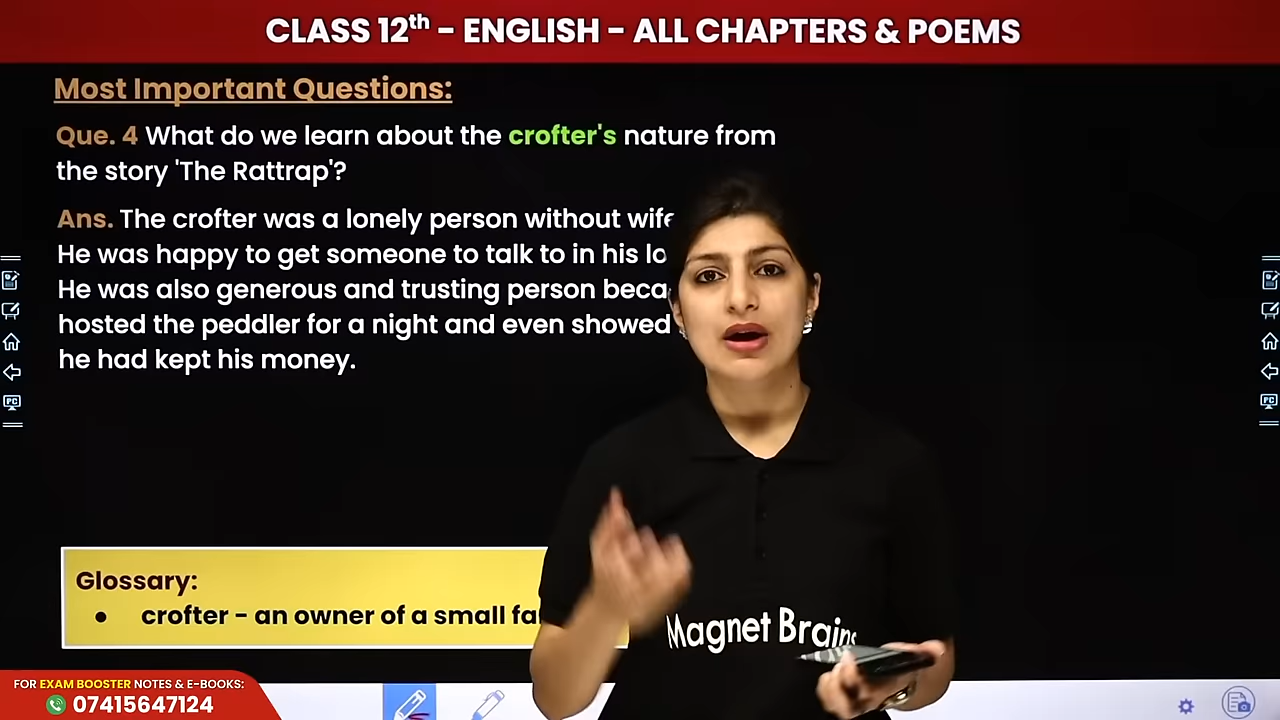 CLASS 12th - ENGLISH - ALL CHAPTERS & POEMS
Most Important Questions:
Que. 4 What do we learn about the crofter's nature from
the story 'The Rattrap'?
Ans. The crofter was a lonely person without
He was happy to get someone to talk to in his
He was also generous and trusting person
hosted the peddler for a night and even showed
he had kept his money.
Glossary:
● crofter - an owner of a small
Magnet Brains
FOR EXAM BOOSTER NOTES & E-BOOKS:
07415647124
PC
PC